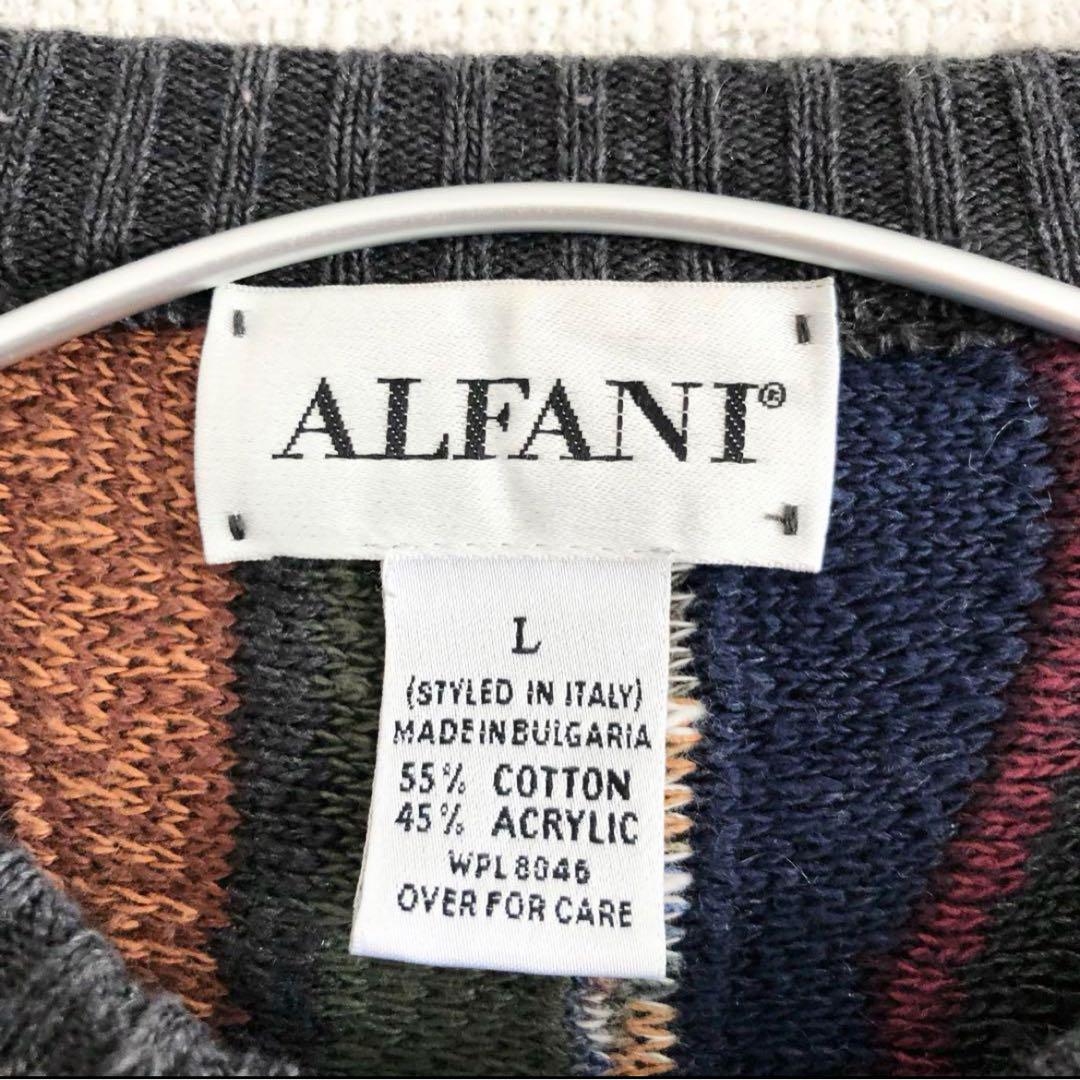 ALFANI®
L
(STYLED IN ITALY)
MADE IN BULGARIA
55% COTTON
45% ACRYLIC
WPL 8046
OVER FOR CARE